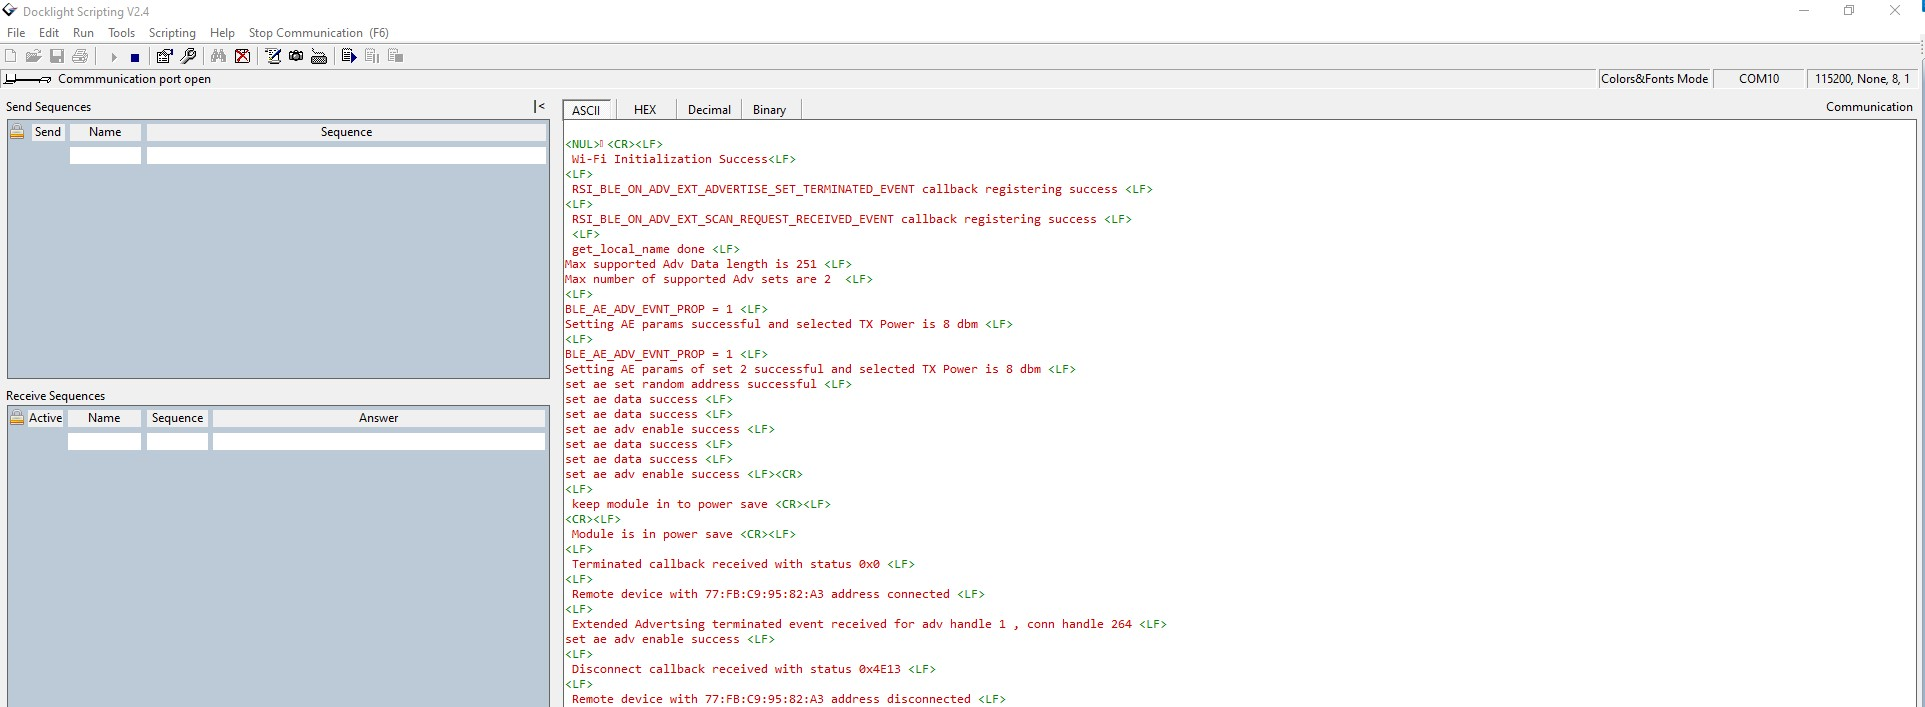 Docklight Scripting V2.4
File Edit Run Tools Scripting Help Stop Communication (F6)
Commmunication port open
Colors&Fonts Mode
COM10
115200, None, 8, 1
Send Sequences
|<
Send Name Sequence
Receive Sequences
Active Name Sequence Answer
ASCII HEX Decimal Binary
Communication
<NUL> <CR><LF>
Wi-Fi Initialization Success<LF>
<LF>
RSI_BLE_ON_ADV_EXT_ADVERTISE_SET_TERMINATED_EVENT callback registering success <LF>
<LF>
RSI_BLE_ON_ADV_EXT_SCAN_REQUEST_RECEIVED_EVENT callback registering success <LF>
<LF>
get_local_name done <LF>
Max supported Adv Data length is 251 <LF>
Max number of supported Adv sets are 2  <LF>
<LF>
BLE_AE_ADV_EVNT_PROP = 1 <LF>
Setting AE params successful and selected TX Power is 8 dbm <LF>
<LF>
BLE_AE_ADV_EVNT_PROP = 1 <LF>
Setting AE params of set 2 successful and selected TX Power is 8 dbm <LF>
set ae set random address successful <LF>
set ae data success <LF>
set ae data success <LF>
set ae adv enable success <LF>
set ae data success <LF>
set ae data success <LF>
set ae adv enable success <LF><CR>
<LF>
keep module in to power save <CR><LF>
<CR><LF>
Module is in power save <CR><LF>
<LF>
Terminated callback received with status 0x0 <LF>
<LF>
Remote device with 77:FB:C9:95:82:A3 address connected <LF>
<LF>
Extended Advertsing terminated event received for adv handle 1 , conn handle 264 <LF>
set ae adv enable success <LF>
<LF>
Disconnect callback received with status 0x4E13 <LF>
<LF>
Remote device with 77:FB:C9:95:82:A3 address disconnected <LF>